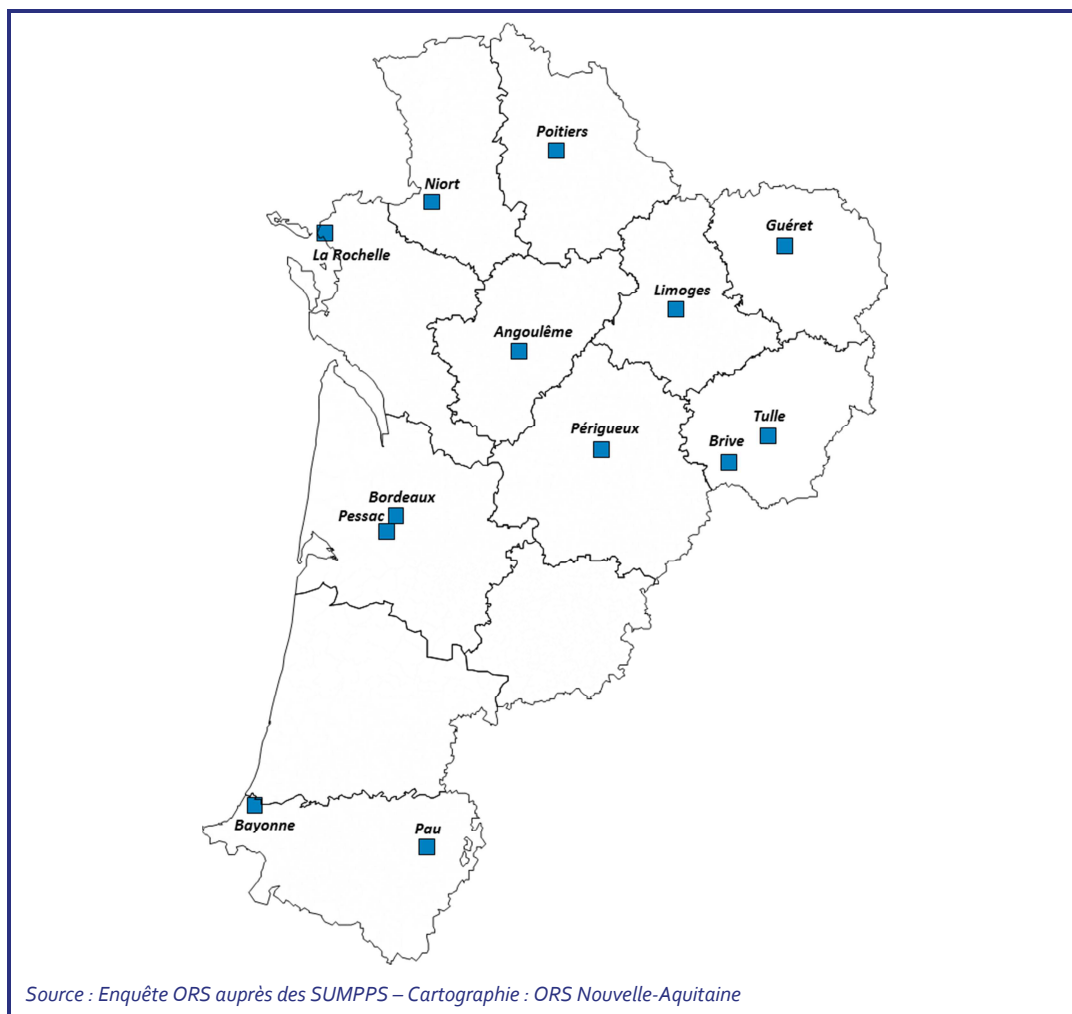 Poitiers
Niort
Guéret
La Rochelle
Limoges
Angoulême
Tulle
Périgueux
Brive
Bordeaux
Pessac
Bayonne
Pau
Source : Enquête ORS auprès des SUMPPS – Cartographie : ORS Nouvelle-Aquitaine